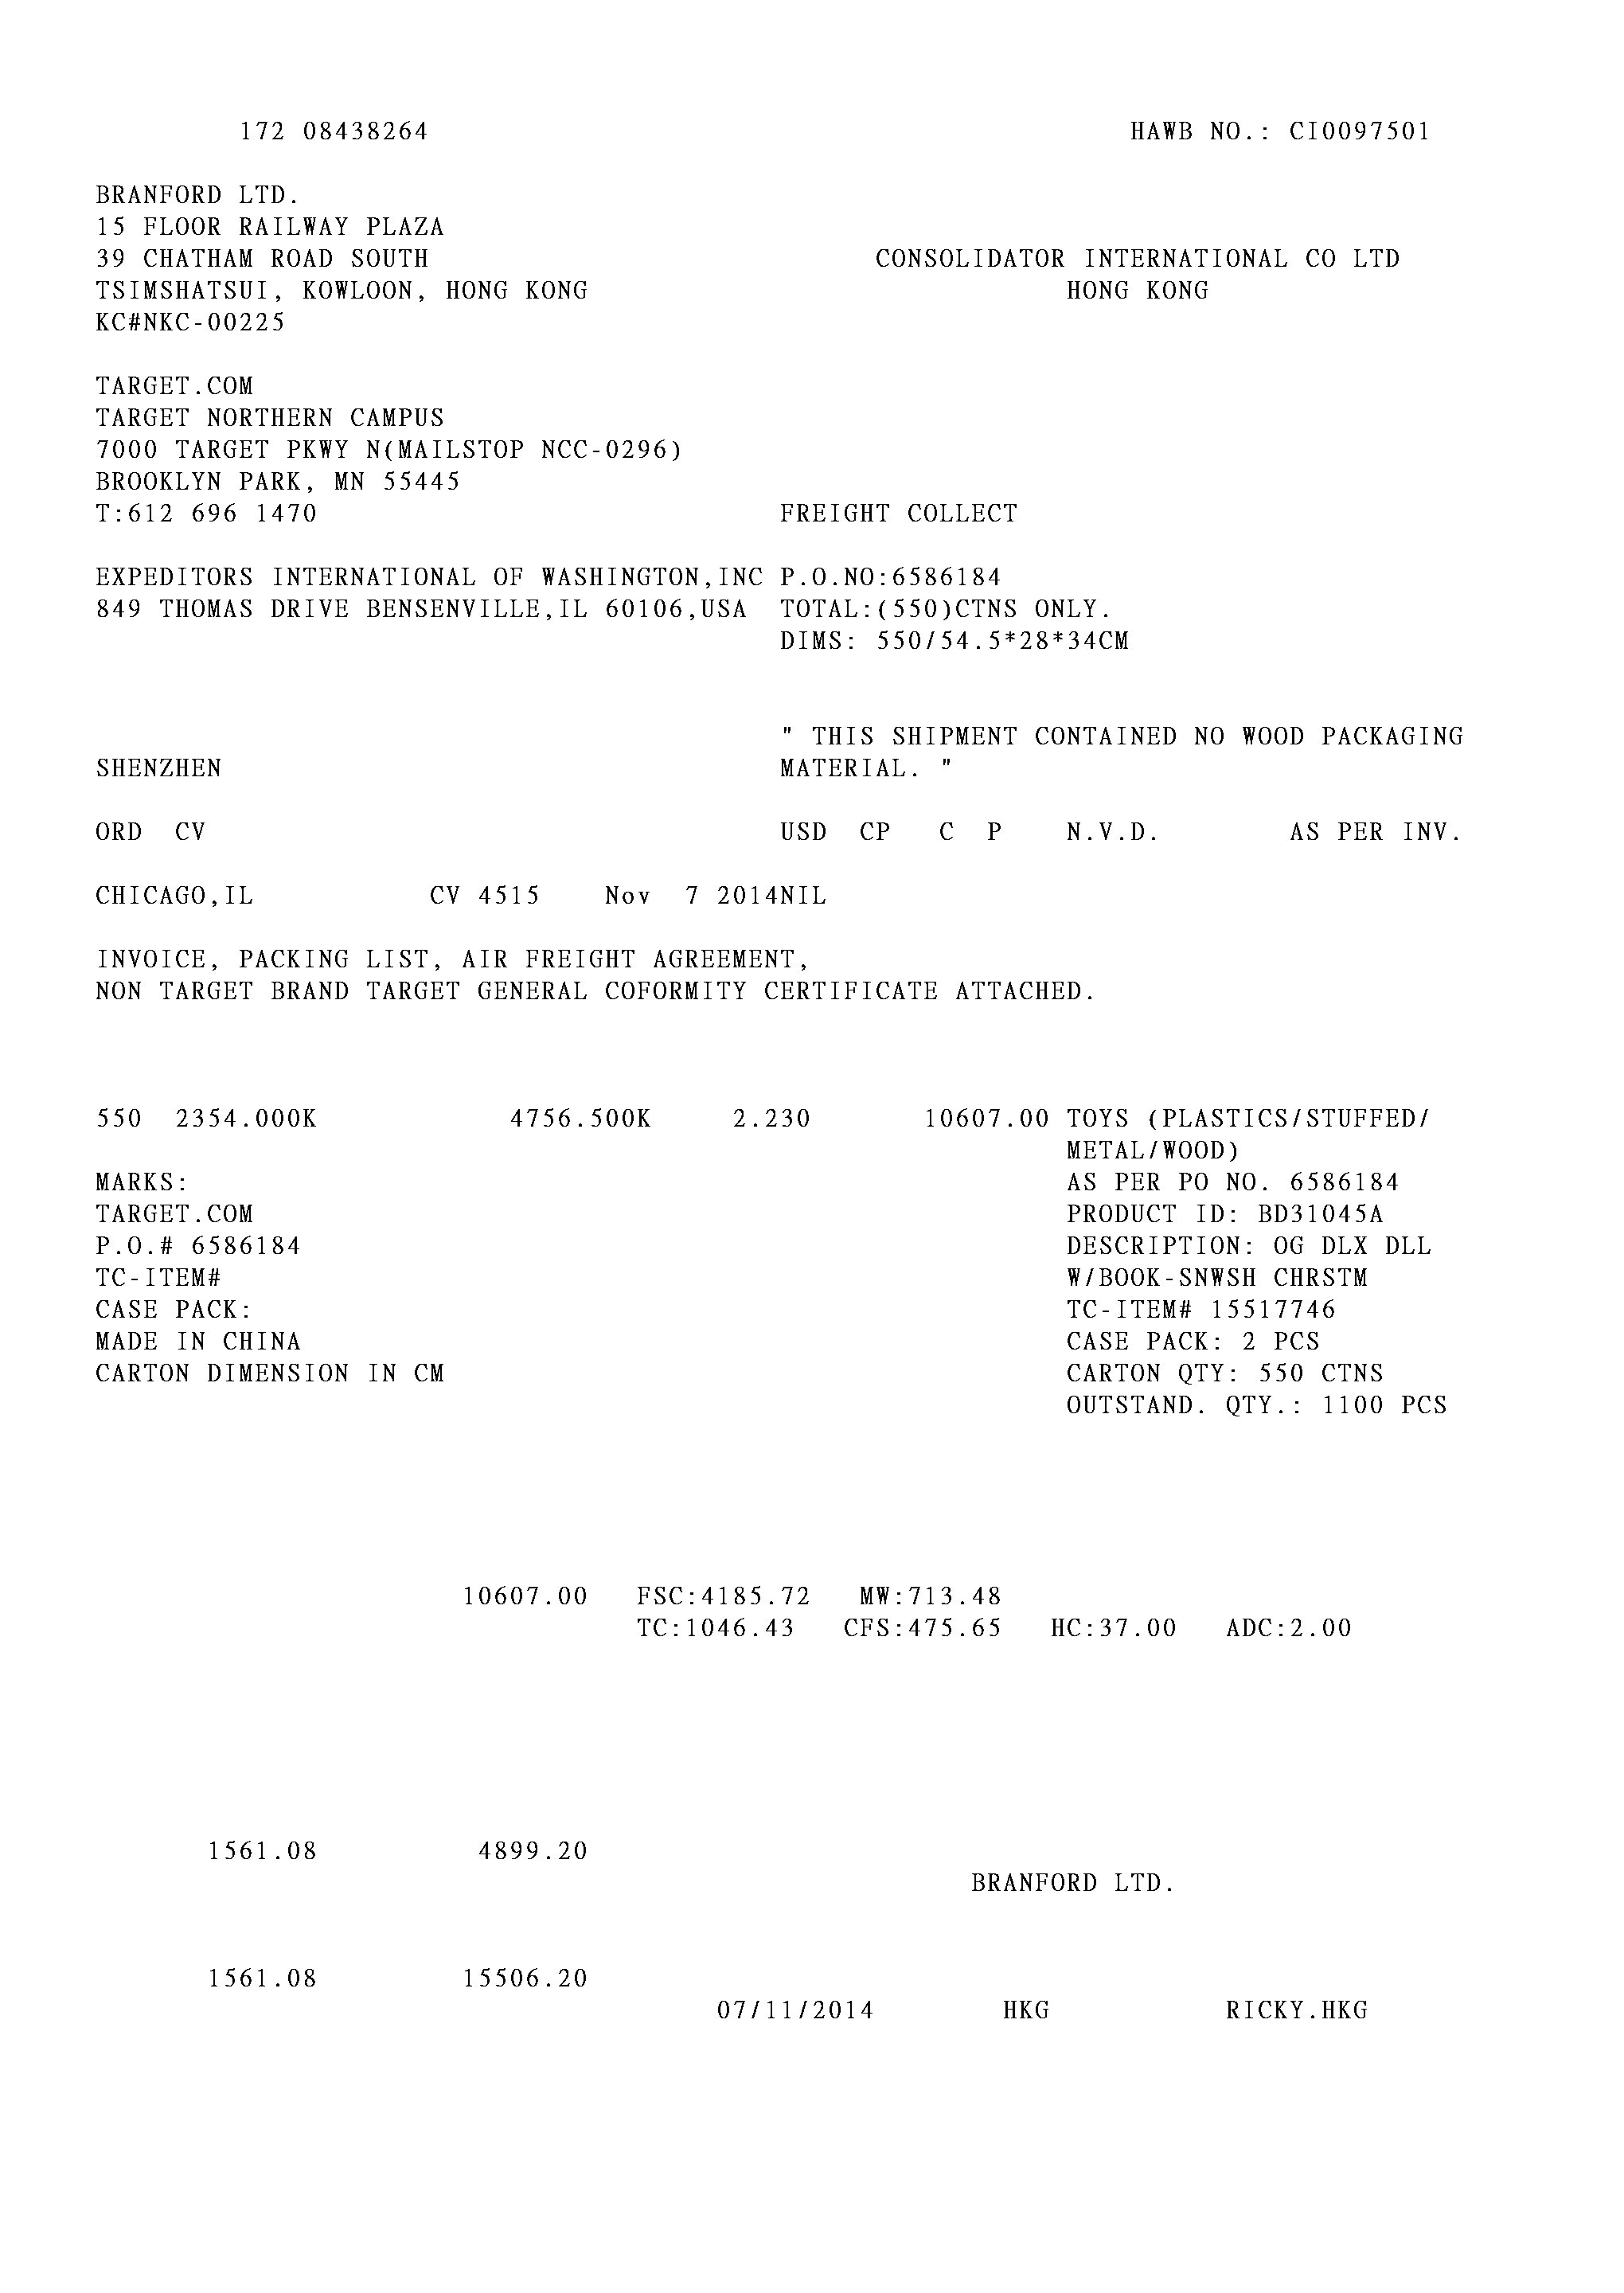 172 08438264 HAWB NO.: CI0097501
BRANFORD LTD.
15 FLOOR RAILWAY PLAZA
39 CHATHAM ROAD SOUTH CONSOLIDATOR INTERNATIONAL CO LTD
TSIMSHATSUI, KOWLOON, HONG KONG HONG KONG
KC#NKC-00225
TARGET.COM
TARGET NORTHERN CAMPUS
7000 TARGET PKWY N(MAILSTOP NCC-0296)
BROOKLYN PARK, MN 55445
T:612 696 1470 FREIGHT COLLECT
EXPEDITORS INTERNATIONAL OF WASHINGTON,INC P.O.NO:6586184
849 THOMAS DRIVE BENSENVILLE,IL 60106,USA TOTAL:(550)CTNS ONLY.
DIMS: 550/54.5*28*34CM
" THIS SHIPMENT CONTAINED NO WOOD PACKAGING
SHENZHEN MATERIAL. "
ORD CV USD CP C P N.V.D. AS PER INV.
CHICAGO,IL CV 4515 Nov 7 2014NIL
INVOICE, PACKING LIST, AIR FREIGHT AGREEMENT,
NON TARGET BRAND TARGET GENERAL COFORMITY CERTIFICATE ATTACHED.
550 2354.000K 4756.500K 2.230 10607.00 TOYS (PLASTICS/STUFFED/
METAL/WOOD)
MARKS: AS PER PO NO. 6586184
TARGET.COM PRODUCT ID: BD31045A
P.O.# 6586184 DESCRIPTION: OG DLX DLL
TC-ITEM# W/BOOK-SNWSH CHRSTM
CASE PACK: TC-ITEM# 15517746
MADE IN CHINA CASE PACK: 2 PCS
CARTON DIMENSION IN CM CARTON QTY: 550 CTNS
OUTSTAND. QTY.: 1100 PCS
10607.00 FSC:4185.72 MW:713.48
TC:1046.43 CFS:475.65 HC:37.00 ADC:2.00
1561.08 4899.20
BRANFORD LTD.
1561.08 15506.20
07/11/2014 HKG RICKY.HKG